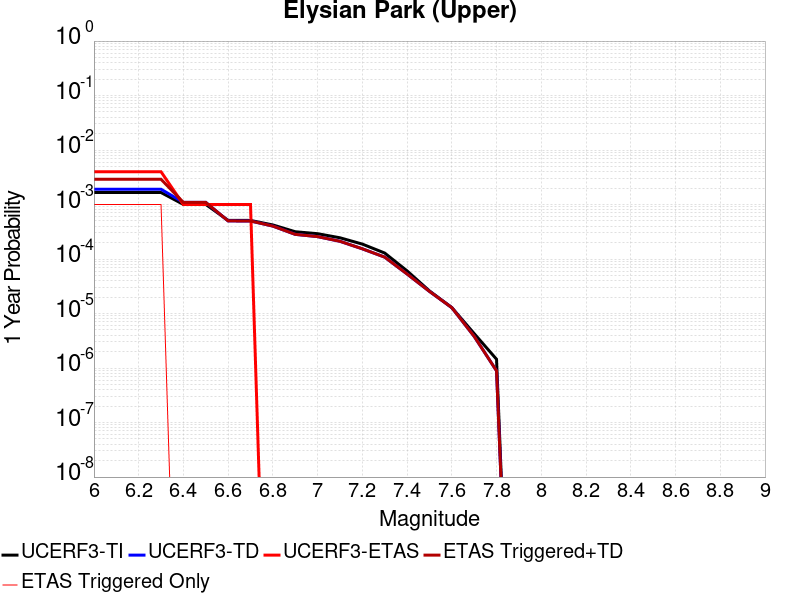 Elysian Park (Upper)
10^0
10^-1
10^-2
10^-3
10^-4
10^-5
10^-6
10^-7
10^-8
1 Year Probability
6 6.2 6.4 6.6 6.8 7 7.2 7.4 7.6 7.8 8 8.2 8.4 8.6 8.8 9
Magnitude
UCERF3-TI UCERF3-TD UCERF3-ETAS ETAS Triggered+TD
ETAS Triggered Only